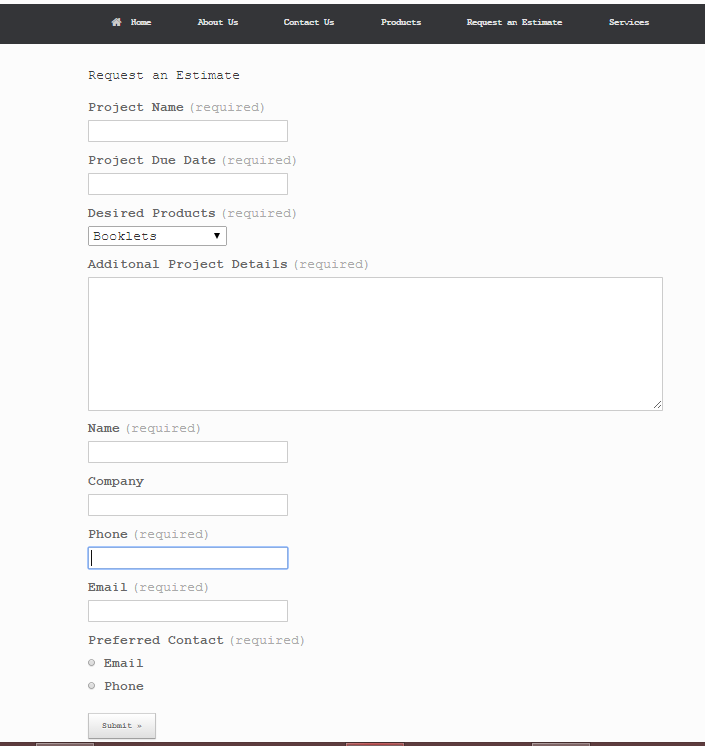 Home About Us Contact Us Products Request an Estimate Services
Request an Estimate
Project Name (required)
Project Due Date (required)
Desired Products (required)
Booklets
Additonal Project Details (required)
Name (required)
Company
Phone (required)
Email (required)
Preferred Contact (required)
Email
Phone
Submit »